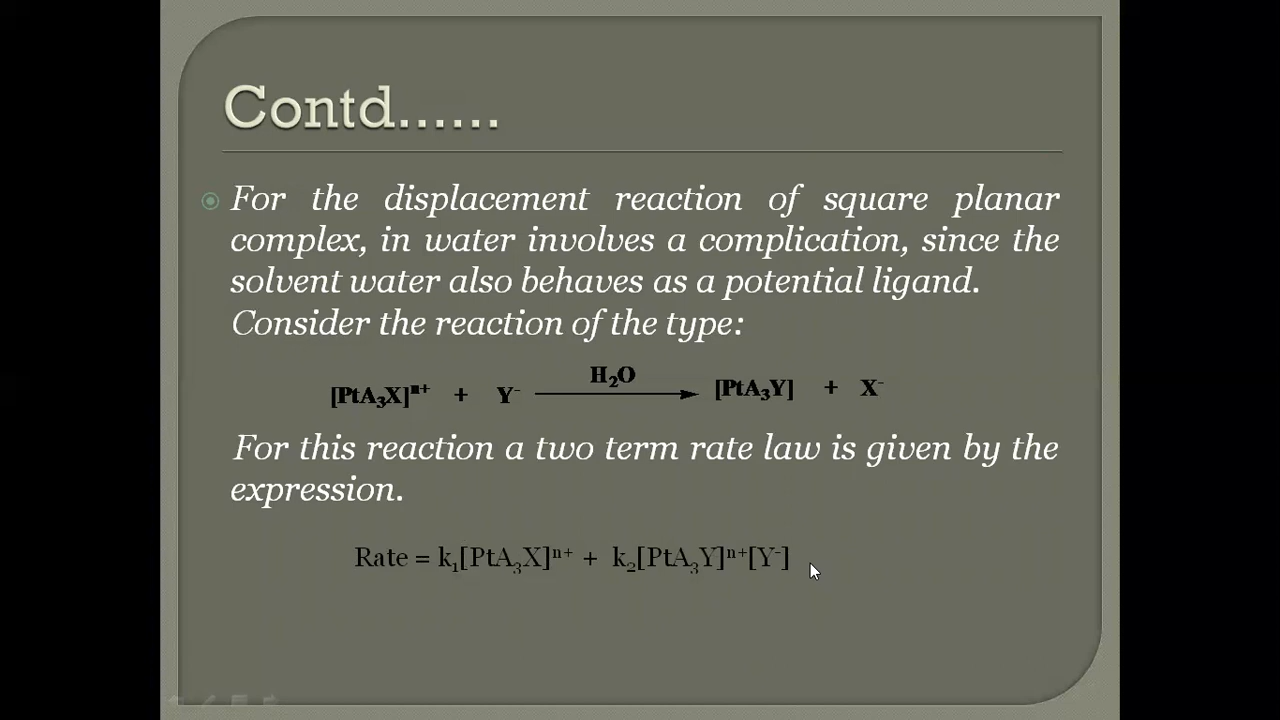 Contd......
For the displacement reaction of square planar
complex, in water involves a complication, since the
solvent water also behaves as a potential ligand.
Consider the reaction of the type:
[PtA₃X]ⁿ⁺ + Y⁻ H₂O [PtA₃Y] + X⁻
For this reaction a two term rate law is given by the
expression.
Rate = k₁[PtA₃X]ⁿ⁺ + k₂[PtA₃Y]ⁿ⁺[Y⁻]